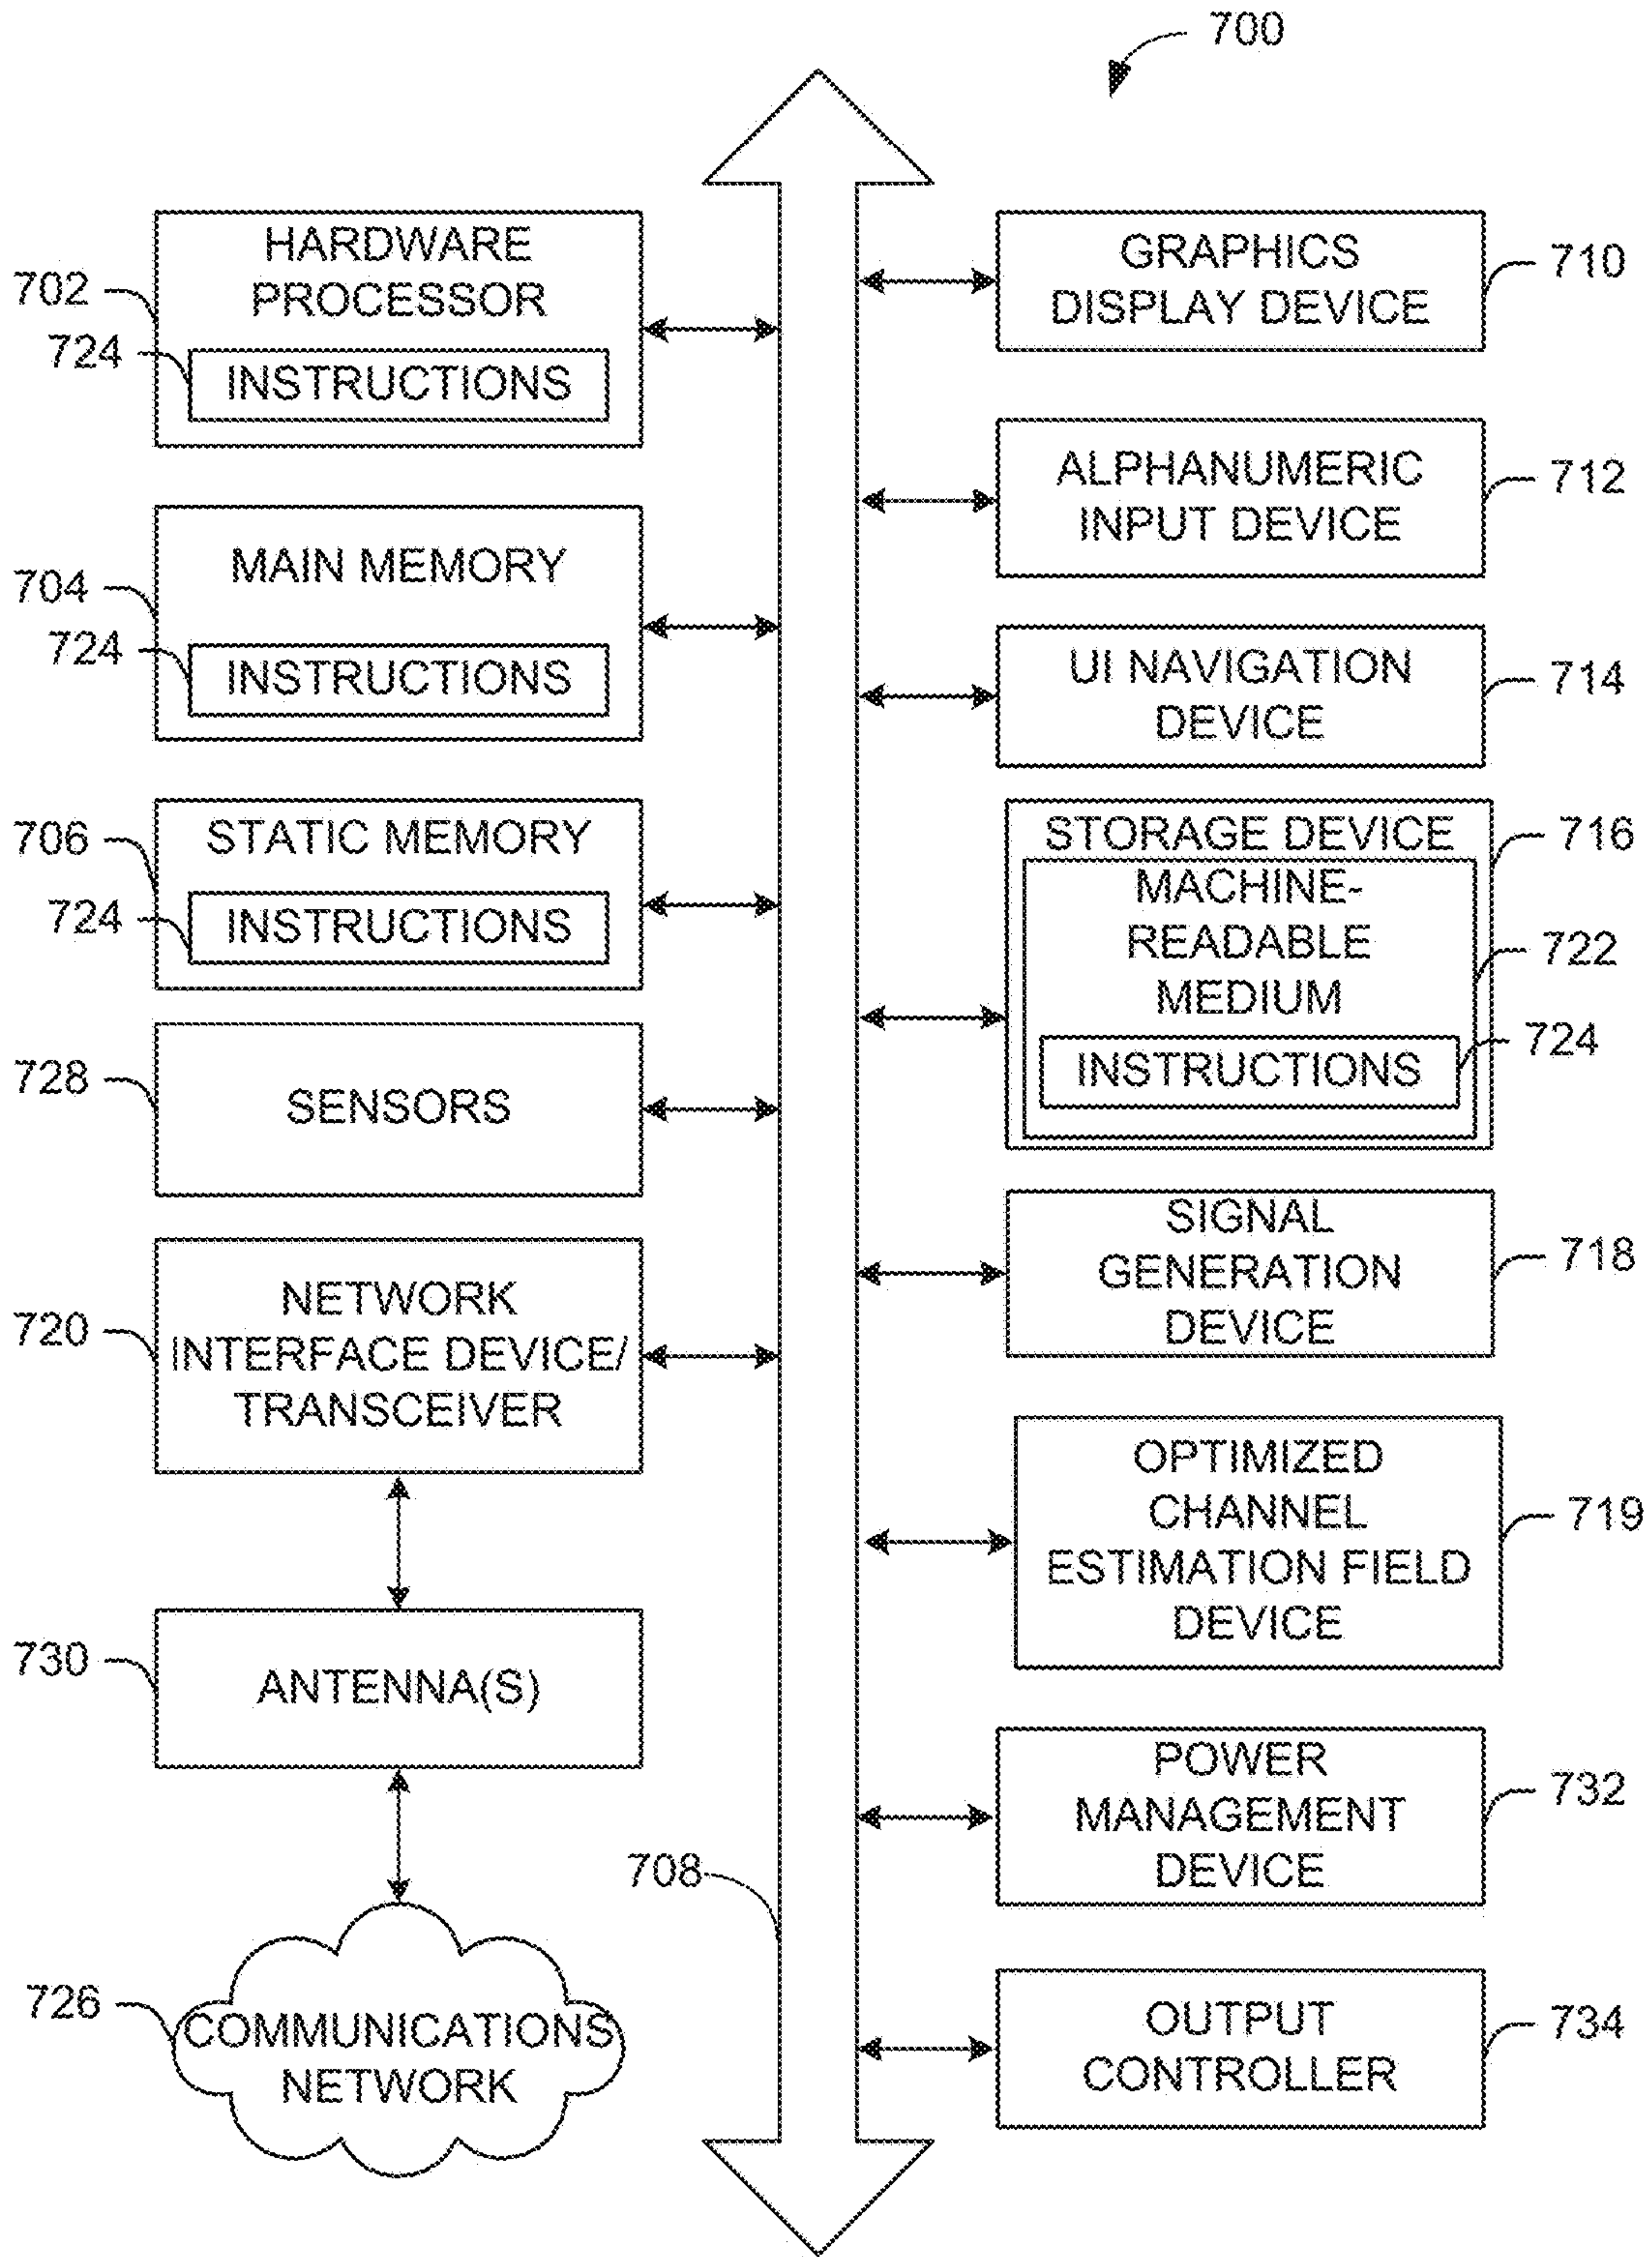 700
HARDWARE
PROCESSOR
702
724
INSTRUCTIONS
MAIN MEMORY
704
724
INSTRUCTIONS
STATIC MEMORY
706
724
INSTRUCTIONS
728
SENSORS
NETWORK
720
INTERFACE DEVICE/
TRANSCEIVER
730
ANTENNA(S)
708
726
COMMUNICATIONS
NETWORK
GRAPHICS
DISPLAY DEVICE
710
ALPHANUMERIC
INPUT DEVICE
712
UI NAVIGATION
DEVICE
714
STORAGE DEVICE
716
MACHINE-
READABLE
MEDIUM
722
INSTRUCTIONS
724
SIGNAL
GENERATION
DEVICE
718
OPTIMIZED
CHANNEL
ESTIMATION FIELD
DEVICE
719
POWER
MANAGEMENT
DEVICE
732
OUTPUT
CONTROLLER
734